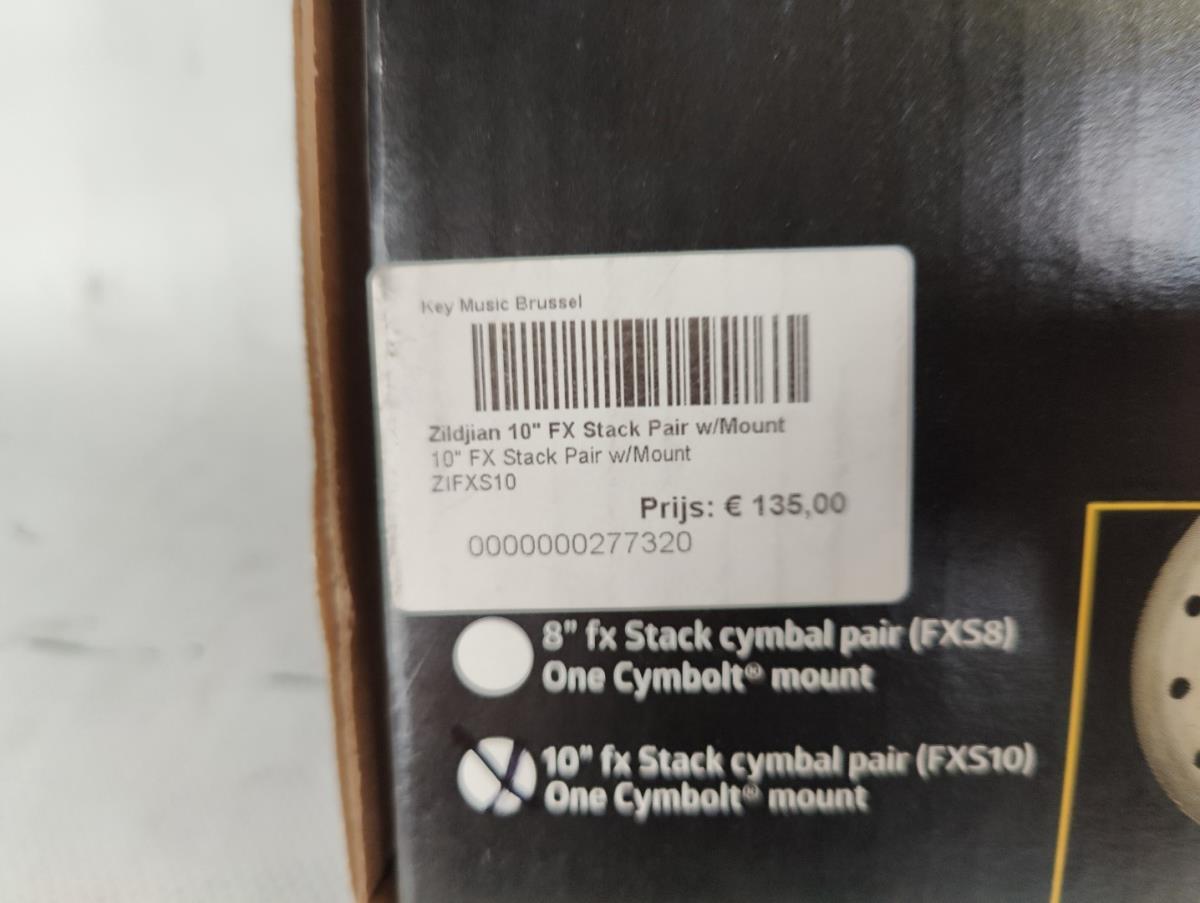 Key Music Brussel
Zildjian 10" FX Stack Pair w/Mount
10" FX Stack Pair w/Mount
ZIFXS10
Prijs: € 135,00
0000000277320
8" fx Stack cymbal pair (FXS8)
One Cymbolt® mount
10" fx Stack cymbal pair (FXS10)
One Cymbolt® mount